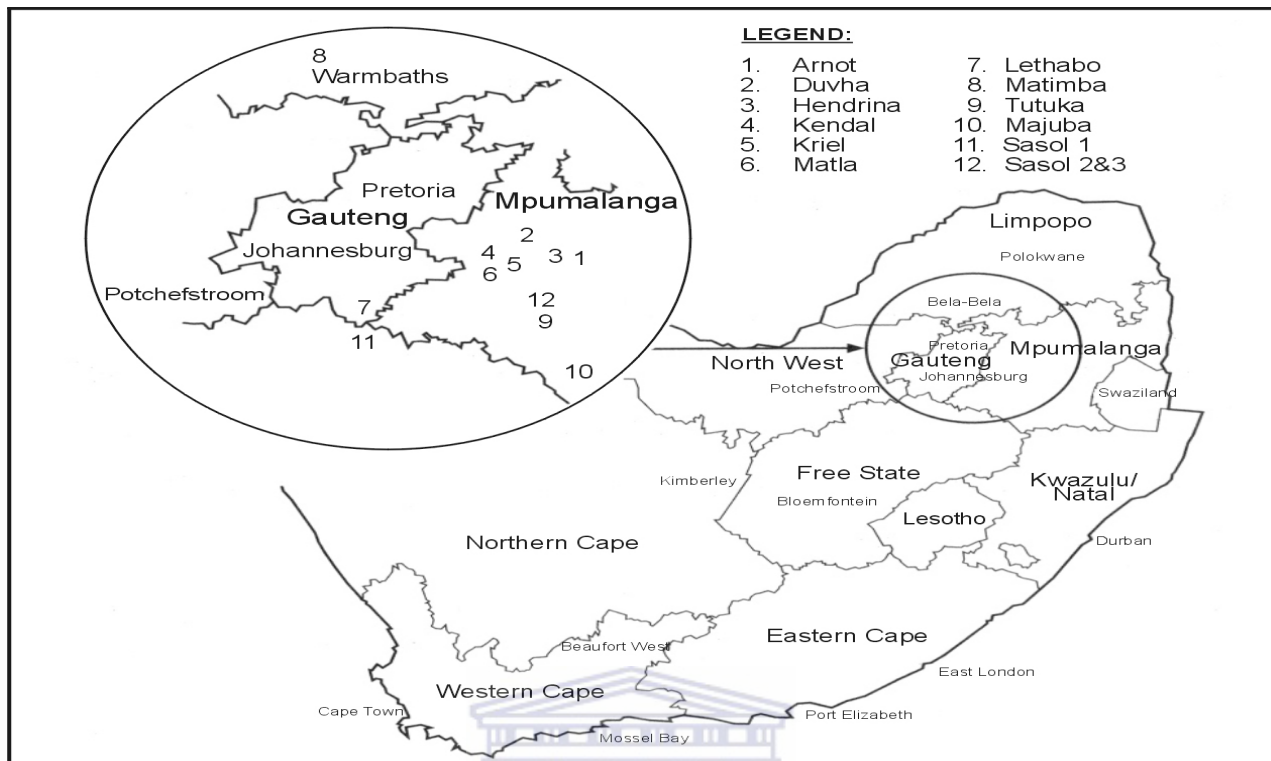 LEGEND:
1. Arnot
2. Duvha
3. Hendrina
4. Kendal
5. Kriel
6. Matla
7. Lethabo
8. Matimba
9. Tutuka
10. Majuba
11. Sasol 1
12. Sasol 2&3
8
Warmbaths
Pretoria
Mpumalanga
Gauteng
Johannesburg
2
4
5
3
1
6
Potchefstroom
7
12
9
11
10
Limpopo
Polokwane
Bela-Bela
Pretoria
North West
Gauteng
Mpumalanga
Johannesburg
Potchefstroom
Swaziland
Kimberley
Free State
Bloemfontein
Kwazulu/
Natal
Lesotho
Durban
Northern Cape
Eastern Cape
Beaufort West
East London
Western Cape
Cape Town
Port Elizabeth
Mossel Bay